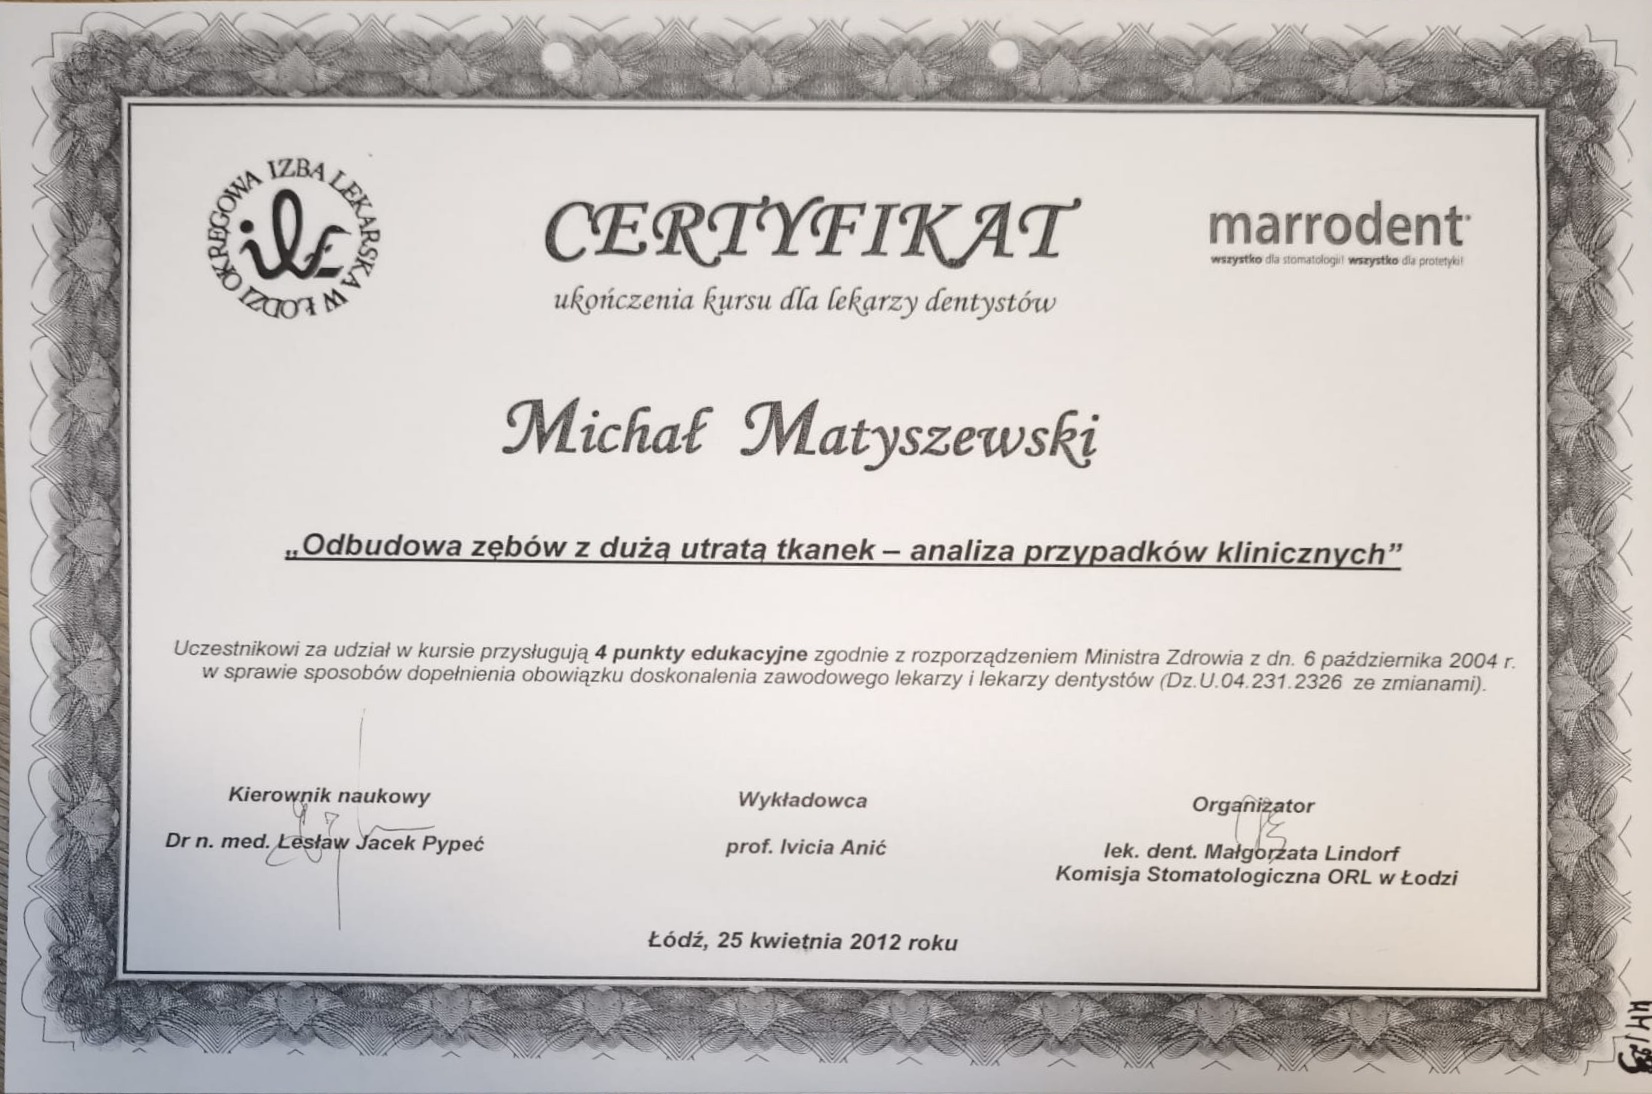 OKRĘGOWA IZBA LEKARSKA W ŁODZI
CERTYFIKAT
marrodent
wszystko dla stomatologii! wszystko dla protetyki!
ukończenia kursu dla lekarzy dentystów
Michał Matyszewski
„Odbudowa zębów z dużą utratą tkanek – analiza przypadków klinicznych”
Uczestnikowi za udział w kursie przysługują 4 punkty edukacyjne zgodnie z rozporządzeniem Ministra Zdrowia z dn. 6 października 2004 r.
w sprawie sposobów dopełnienia obowiązku doskonalenia zawodowego lekarzy i lekarzy dentystów (Dz.U.04.231.2326 ze zmianami).
Kierownik naukowy
Dr n. med. Lesław Jacek Pypeć
Wykładowca
prof. Ivicia Anić
Organizator
lek. dent. Małgorzata Lindorf
Komisja Stomatologiczna ORL w Łodzi
Łódź, 25 kwietnia 2012 roku